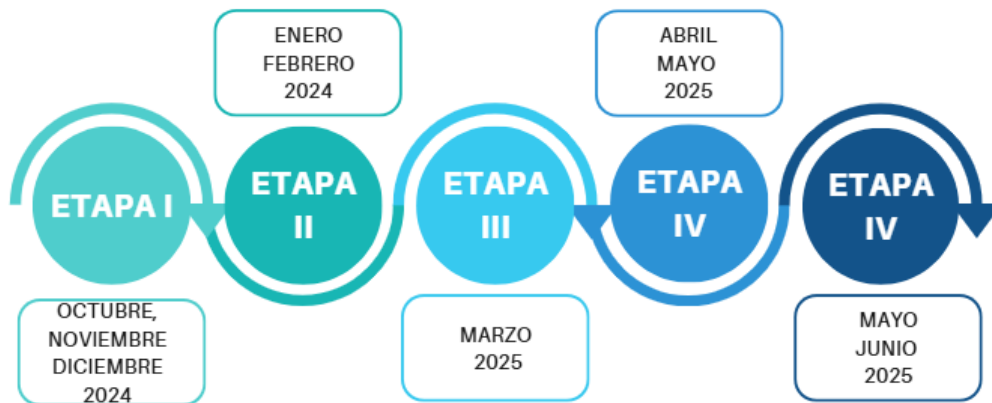 ETAPA I
OCTUBRE,
NOVIEMBRE
DICIEMBRE
2024
ENERO
FEBRERO
2024
ETAPA
II
ETAPA
III
MARZO
2025
ABRIL
MAYO
2025
ETAPA
IV
ETAPA
IV
MAYO
JUNIO
2025